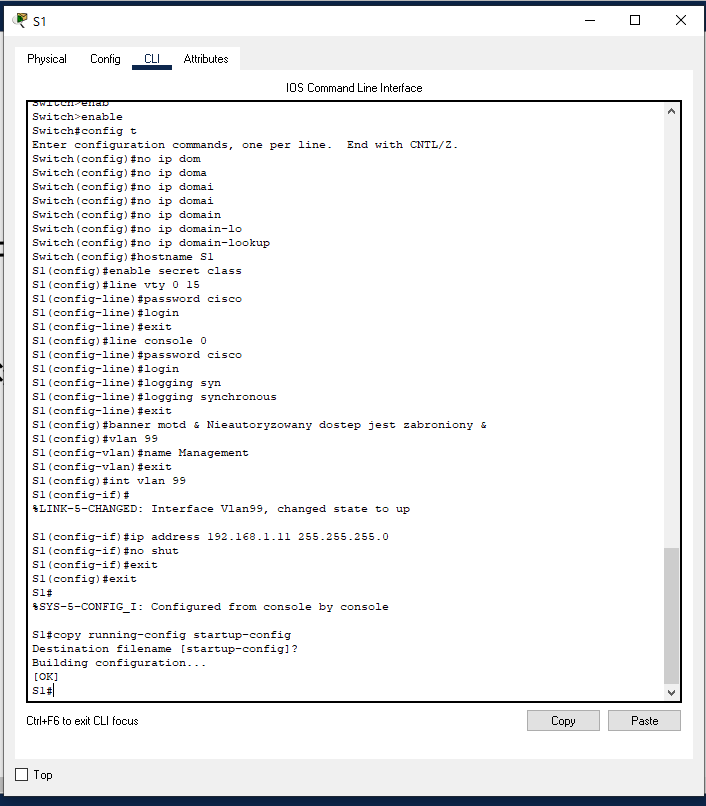 S1
Physical Config CLI Attributes
IOS Command Line Interface
Switch>enab
Switch>enable
Switch#config t
Enter configuration commands, one per line.  End with CNTL/Z.
Switch(config)#no ip dom
Switch(config)#no ip doma
Switch(config)#no ip domai
Switch(config)#no ip domai
Switch(config)#no ip domain
Switch(config)#no ip domain-lo
Switch(config)#no ip domain-lookup
Switch(config)#hostname S1
S1(config)#enable secret class
S1(config)#line vty 0 15
S1(config-line)#password cisco
S1(config-line)#login
S1(config-line)#exit
S1(config)#line console 0
S1(config-line)#password cisco
S1(config-line)#login
S1(config-line)#logging syn
S1(config-line)#logging synchronous
S1(config-line)#exit
S1(config)#banner motd & Nieautoryzowany dostep jest zabroniony &
S1(config)#vlan 99
S1(config-vlan)#name Management
S1(config-vlan)#exit
S1(config)#int vlan 99
S1(config-if)#
%LINK-5-CHANGED: Interface Vlan99, changed state to up
S1(config-if)#ip address 192.168.1.11 255.255.255.0
S1(config-if)#no shut
S1(config-if)#exit
S1(config)#exit
S1#
%SYS-5-CONFIG_I: Configured from console by console
S1#copy running-config startup-config
Destination filename [startup-config]?
Building configuration...
[OK]
S1#
Ctrl+F6 to exit CLI focus
Copy Paste
Top